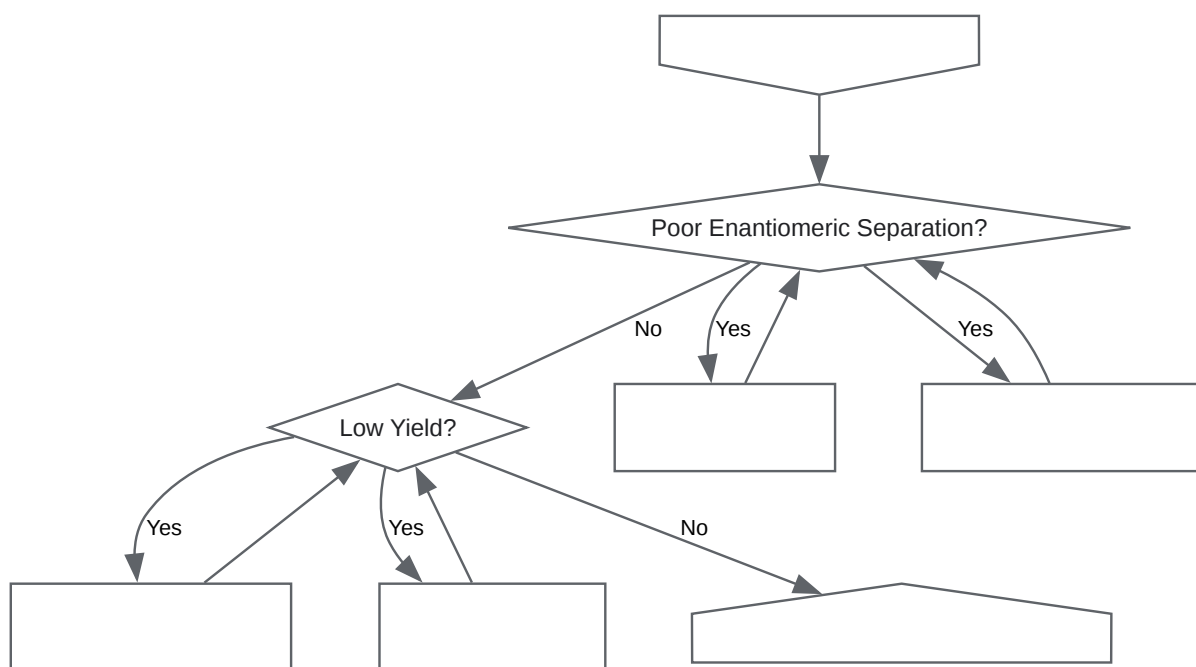 Poor Enantiomeric Separation?
No
Yes
Yes
Low Yield?
Yes
Yes
No